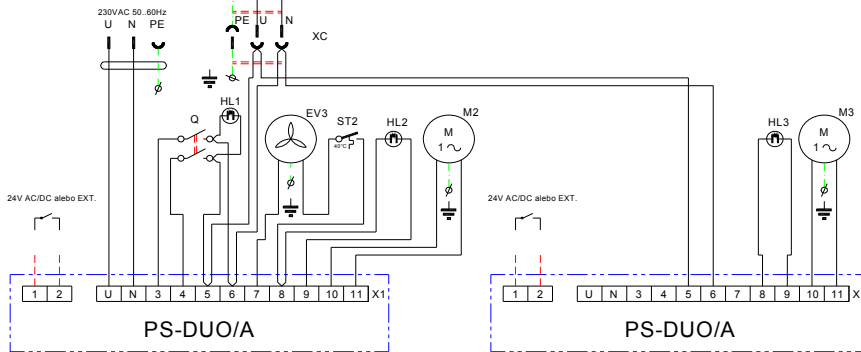 230VAC 50..60Hz
U N PE
PE U N
XC
Q
HL1
EV3
ST2
40°C
HL2
M2
M
1
HL3
M3
M
1
24V AC/DC alebo EXT.
24V AC/DC alebo EXT.
1 2
U N 3 4 5 6 7 8 9 10 11 X1
1 2
U N 3 4 5 6 7 8 9 10 11 X
PS-DUO/A
PS-DUO/A